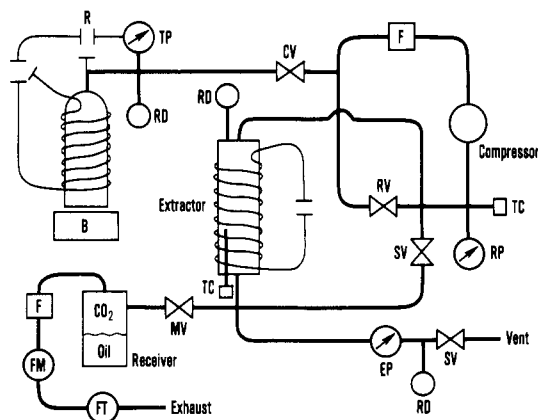 R
TP
F
CV
RD
RD
Compressor
B
Extractor
RV
TC
SV
RP
TC
CO₂
MV
F
Oil
Receiver
Vent
SV
EP
FM
RD
FT
Exhaust